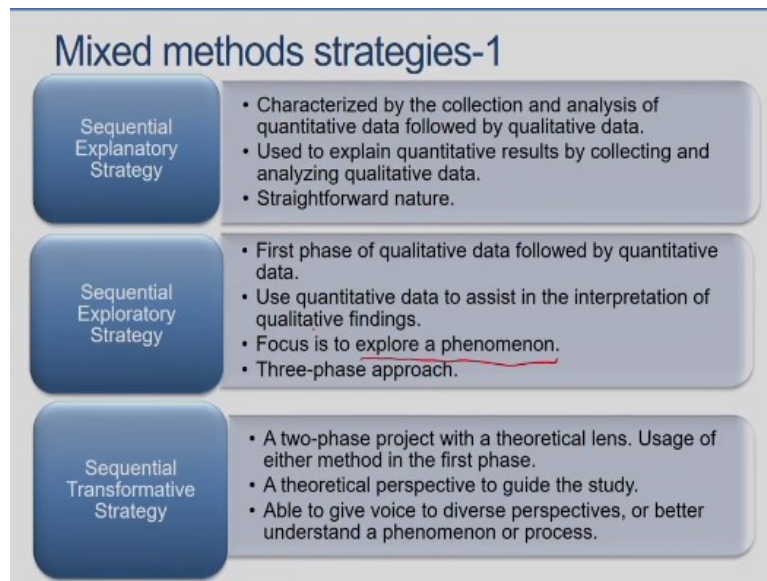 Mixed methods strategies-1
Sequential
Explanatory
Strategy
• Characterized by the collection and analysis of
quantitative data followed by qualitative data.
• Used to explain quantitative results by collecting and
analyzing qualitative data.
• Straightforward nature.
Sequential
Exploratory
Strategy
• First phase of qualitative data followed by quantitative
data.
• Use quantitative data to assist in the interpretation of
qualitative findings.
• Focus is to explore a phenomenon.
• Three-phase approach.
Sequential
Transformative
Strategy
• A two-phase project with a theoretical lens. Usage of
either method in the first phase.
• A theoretical perspective to guide the study.
• Able to give voice to diverse perspectives, or better
understand a phenomenon or process.